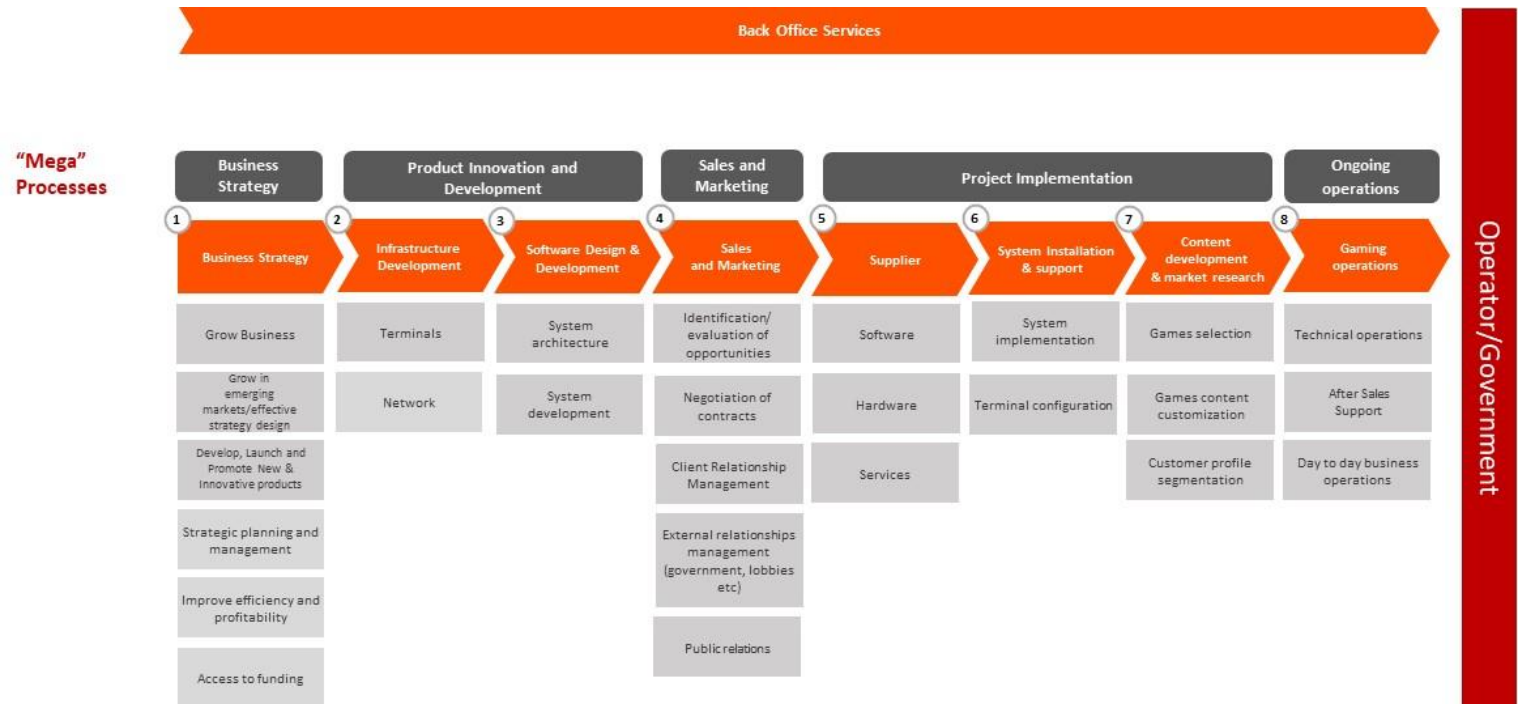 Back Office Services
"Mega"
Processes
Business
Strategy
Product Innovation and
Development
Sales and
Marketing
Project Implementation
Ongoing
operations
1
2
3
4
5
6
7
8
Business Strategy
Infrastructure
Development
Software Design &
Development
Sales
and Marketing
Supplier
System Installation
& support
Content
development
& market research
Gaming
operations
Grow Business
Grow in
emerging
markets/effective
strategy design
Develop, Launch and
Promote New &
Innovative products
Strategic planning and
management
Improve efficiency and
profitability
Access to funding
Terminals
Network
System
architecture
System
development
Identification/
evaluation of
opportunities
Negotiation of
contracts
Client Relationship
Management
External relationships
management
(government, lobbies
etc)
Public relations
Software
Hardware
Services
System
implementation
Terminal configuration
Games selection
Games content
customization
Customer profile
segmentation
Technical operations
After Sales
Support
Day to day business
operations
Operator/Government